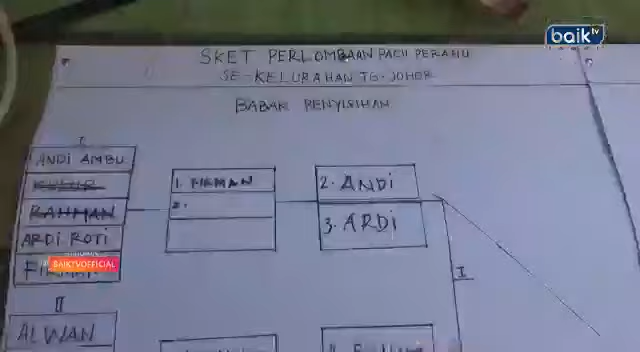 baik tv
SKET PERLOMBAAN PACU PERAHU
SE-KELURAHAN TG. JOHOR
BABAK PENYISIHAN
I
ANDI AMBU
RAHMAN
ARDI ROTI
BAIKTVOFFICIAL
II
ALWAN
1. FIRMAN
2.
2. ANDI
3. ARDI
I